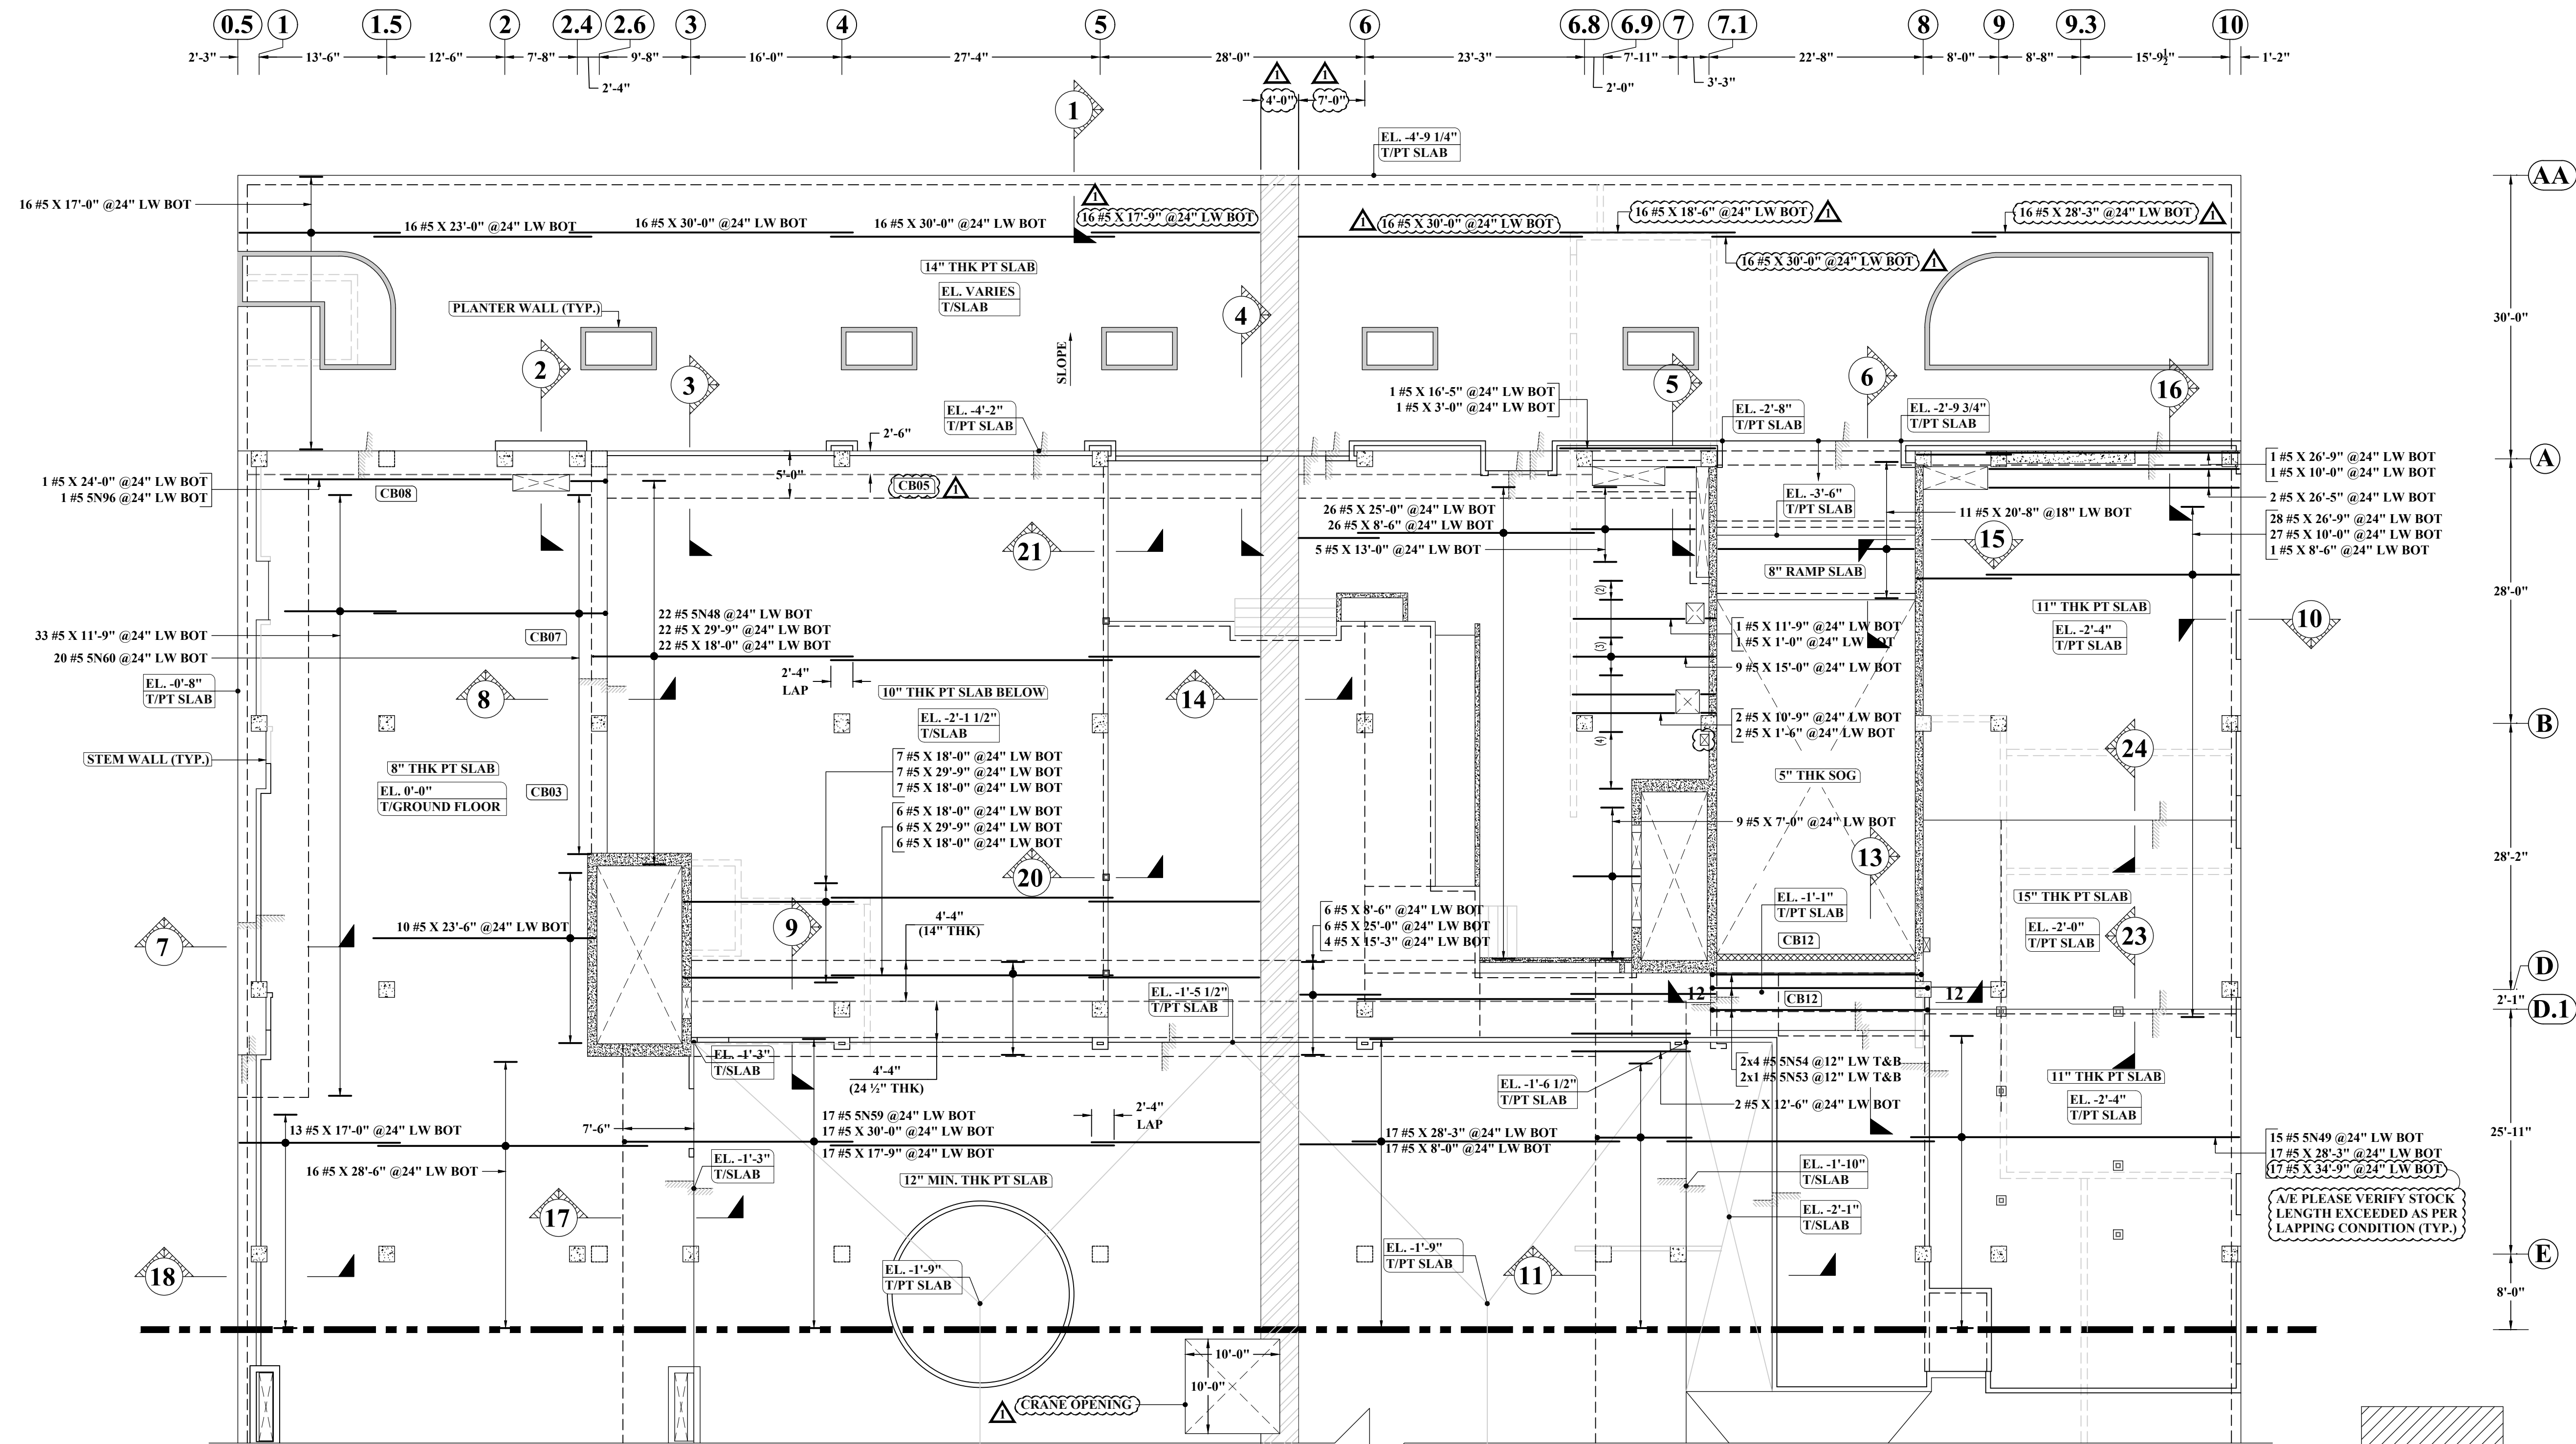 0.5 1 1.5 2 2.4 2.6 3 4 5 6 6.8 6.9 7 7.1 8 9 9.3 10
2'-3" 13'-6" 12'-6" 7'-8" 9'-8" 16'-0" 27'-4" 28'-0" 23'-3" 7'-11" 22'-8" 8'-0" 8'-8" 15'-9½" 1'-2"
2'-4" 2'-0" 3'-3"
1 1
4'-0" 7'-0"
1
EL. -4'-9 1/4"
T/PT SLAB
AA
16 #5 X 17'-0" @24" LW BOT
16 #5 X 23'-0" @24" LW BOT
16 #5 X 30'-0" @24" LW BOT
16 #5 X 30'-0" @24" LW BOT
1
16 #5 X 17'-9" @24" LW BOT
1
16 #5 X 30'-0" @24" LW BOT
16 #5 X 18'-6" @24" LW BOT
1
16 #5 X 28'-3" @24" LW BOT
1
16 #5 X 30'-0" @24" LW BOT
1
14" THK PT SLAB
EL. VARIES
T/SLAB
PLANTER WALL (TYP.)
SLOPE
30'-0"
2
3
4
5
6
16
1 #5 X 16'-5" @24" LW BOT
1 #5 X 3'-0" @24" LW BOT
EL. -4'-2"
T/PT SLAB
EL. -2'-8"
T/PT SLAB
EL. -2'-9 3/4"
T/PT SLAB
2'-6"
5'-0"
A
1 #5 X 24'-0" @24" LW BOT
1 #5 5N96 @24" LW BOT
CB08
CB05
1
EL. -3'-6"
T/PT SLAB
1 #5 X 26'-9" @24" LW BOT
1 #5 X 10'-0" @24" LW BOT
2 #5 X 26'-5" @24" LW BOT
28 #5 X 26'-9" @24" LW BOT
27 #5 X 10'-0" @24" LW BOT
1 #5 X 8'-6" @24" LW BOT
26 #5 X 25'-0" @24" LW BOT
26 #5 X 8'-6" @24" LW BOT
5 #5 X 13'-0" @24" LW BOT
11 #5 X 20'-8" @18" LW BOT
21
15
8" RAMP SLAB
28'-0"
(2)
11" THK PT SLAB
EL. -2'-4"
T/PT SLAB
10
22 #5 5N48 @24" LW BOT
22 #5 X 29'-9" @24" LW BOT
22 #5 X 18'-0" @24" LW BOT
1 #5 X 11'-9" @24" LW BOT
1 #5 X 1'-0" @24" LW BOT
(3)
33 #5 X 11'-9" @24" LW BOT
20 #5 5N60 @24" LW BOT
CB07
9 #5 X 15'-0" @24" LW BOT
2'-4"
LAP
EL. -0'-8"
T/PT SLAB
8
10" THK PT SLAB BELOW
14
EL. -2'-1 1/2"
T/SLAB
2 #5 X 10'-9" @24" LW BOT
2 #5 X 1'-6" @24" LW BOT
(4)
B
24
STEM WALL (TYP.)
8" THK PT SLAB
EL. 0'-0"
T/GROUND FLOOR
CB03
7 #5 X 18'-0" @24" LW BOT
7 #5 X 29'-9" @24" LW BOT
7 #5 X 18'-0" @24" LW BOT
6 #5 X 18'-0" @24" LW BOT
6 #5 X 29'-9" @24" LW BOT
6 #5 X 18'-0" @24" LW BOT
5" THK SOG
9 #5 X 7'-0" @24" LW BOT
13
28'-2"
20
15" THK PT SLAB
EL. -2'-0"
T/PT SLAB
23
EL. -1'-1"
T/PT SLAB
CB12
7
10 #5 X 23'-6" @24" LW BOT
9
4'-4"
(14" THK)
6 #5 X 8'-6" @24" LW BOT
6 #5 X 25'-0" @24" LW BOT
4 #5 X 15'-3" @24" LW BOT
D
EL. -1'-5 1/2"
T/PT SLAB
12
CB12
12
2'-1"
D.1
EL. -1'-3"
T/SLAB
4'-4"
(24 ½" THK)
EL. -1'-6 1/2"
T/PT SLAB
2x4 #5 5N54 @12" LW T&B
2x1 #5 5N53 @12" LW T&B
2 #5 X 12'-6" @24" LW BOT
11" THK PT SLAB
EL. -2'-4"
T/PT SLAB
13 #5 X 17'-0" @24" LW BOT
7'-6"
17 #5 5N59 @24" LW BOT
17 #5 X 30'-0" @24" LW BOT
17 #5 X 17'-9" @24" LW BOT
2'-4"
LAP
17 #5 X 28'-3" @24" LW BOT
17 #5 X 8'-0" @24" LW BOT
15 #5 5N49 @24" LW BOT
17 #5 X 28'-3" @24" LW BOT
17 #5 X 34'-9" @24" LW BOT
25'-11"
16 #5 X 28'-6" @24" LW BOT
EL. -1'-3"
T/SLAB
12" MIN. THK PT SLAB
EL. -1'-10"
T/SLAB
A/E PLEASE VERIFY STOCK
LENGTH EXCEEDED AS PER
LAPPING CONDITION (TYP.)
17
EL. -2'-1"
T/SLAB
18
EL. -1'-9"
T/PT SLAB
EL. -1'-9"
T/PT SLAB
11
E
8'-0"
10'-0"
10'-0"
1
CRANE OPENING